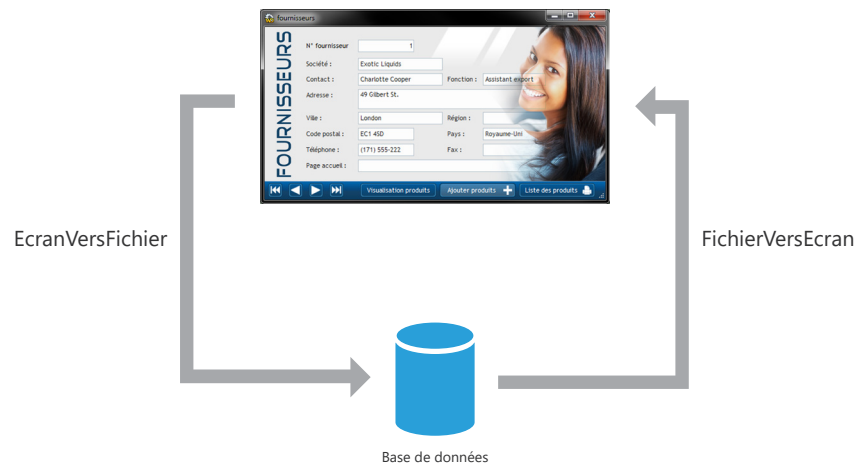 fournisseurs
FOURNISSEURS
N° fournisseur 1
Société : Exotic Liquids
Contact : Charlotte Cooper Fonction : Assistant export
Adresse : 49 Gilbert St.
Ville : London Région :
Code postal : EC1 4SD Pays : Royaume-Uni
Téléphone : (171) 555-222 Fax :
Page accueil :
Visualisation produits Ajouter produits Liste des produits
EcranVersFichier
FichierVersEcran
Base de données